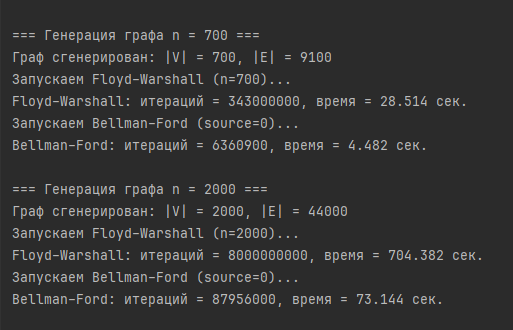 === Генерация графа n = 700 ===
Граф сгенерирован: |V| = 700, |E| = 9100
Запускаем Floyd-Warshall (n=700)...
Floyd-Warshall: итераций = 343000000, время = 28.514 сек.
Запускаем Bellman-Ford (source=0)...
Bellman-Ford: итераций = 6360900, время = 4.482 сек.
=== Генерация графа n = 2000 ===
Граф сгенерирован: |V| = 2000, |E| = 44000
Запускаем Floyd-Warshall (n=2000)...
Floyd-Warshall: итераций = 8000000000, время = 704.382 сек.
Запускаем Bellman-Ford (source=0)...
Bellman-Ford: итераций = 87956000, время = 73.144 сек.